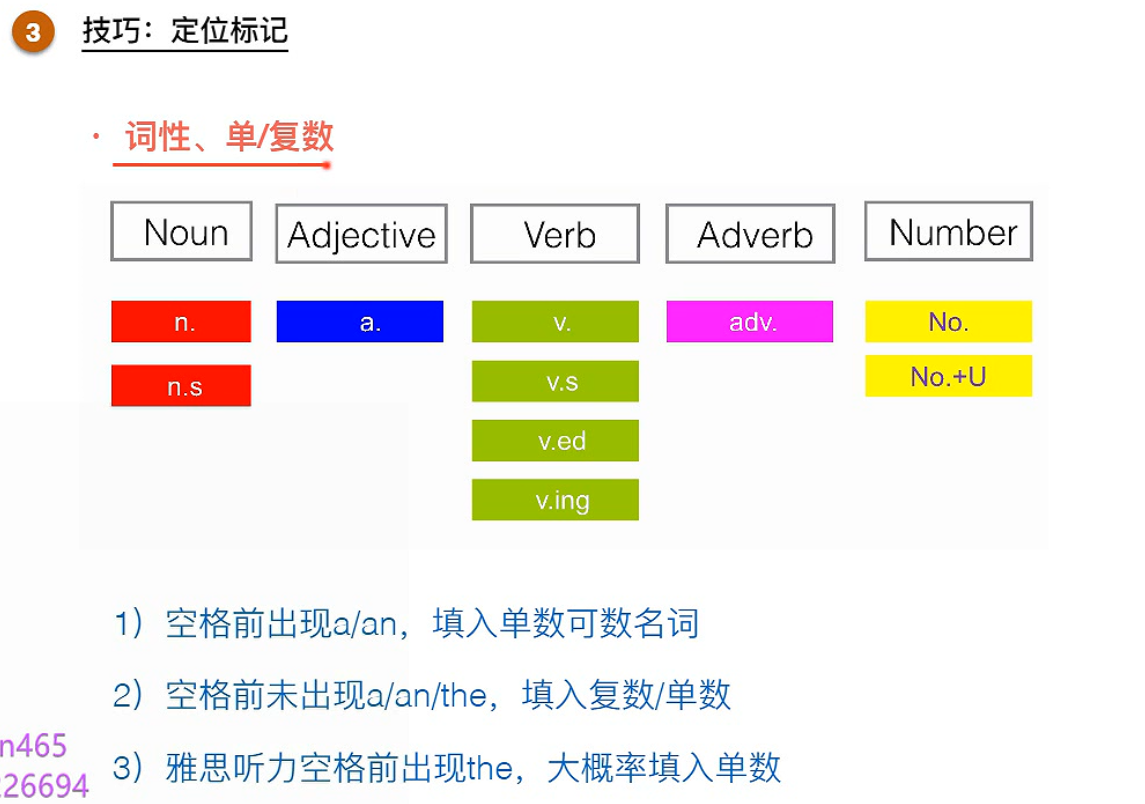 3 技巧：定位标记
· 词性、单/复数
Noun Adjective Verb Adverb Number
n. a. v. adv. No.
n.s v.s No.+U
v.ed
v.ing
1）空格前出现a/an，填入单数可数名词
2）空格前未出现a/an/the，填入复数/单数
n465
3）雅思听力空格前出现the，大概率填入单数
26694